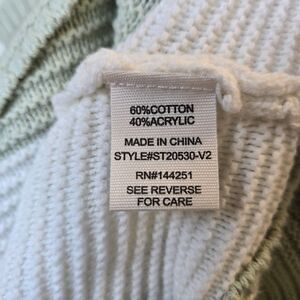 60%COTTON
40%ACRYLIC
MADE IN CHINA
STYLE#ST20530-V2
RN#144251
SEE REVERSE
FOR CARE